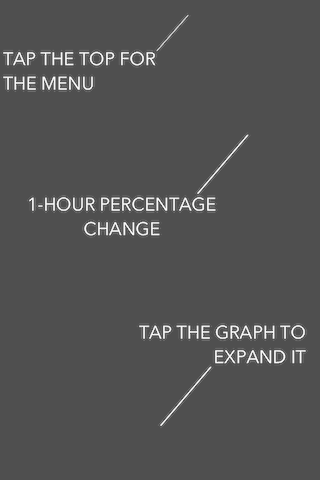 TAP THE TOP FOR
THE MENU
1-HOUR PERCENTAGE
CHANGE
TAP THE GRAPH TO
EXPAND IT